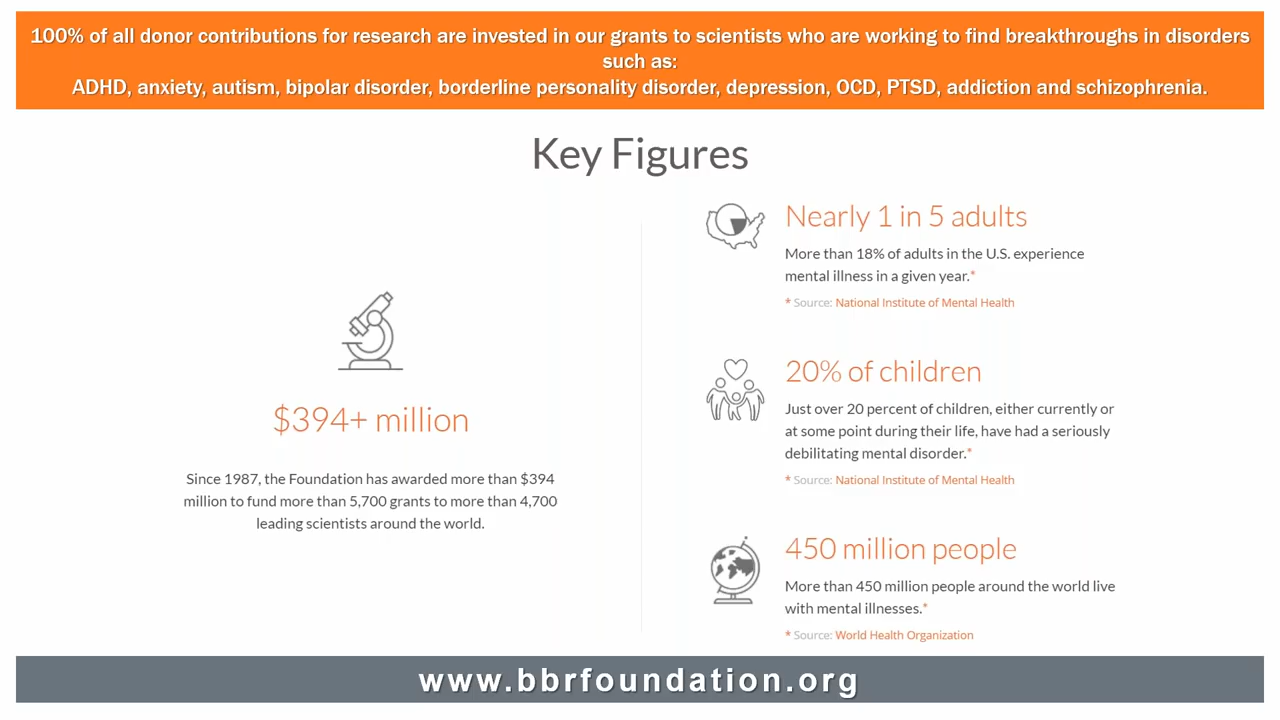 100% of all donor contributions for research are invested in our grants to scientists who are working to find breakthroughs in disorders
such as:
ADHD, anxiety, autism, bipolar disorder, borderline personality disorder, depression, OCD, PTSD, addiction and schizophrenia.
Key Figures
$394+ million
Since 1987, the Foundation has awarded more than $394
million to fund more than 5,700 grants to more than 4,700
leading scientists around the world.
Nearly 1 in 5 adults
More than 18% of adults in the U.S. experience
mental illness in a given year.*
* Source: National Institute of Mental Health
20% of children
Just over 20 percent of children, either currently or
at some point during their life, have had a seriously
debilitating mental disorder.*
* Source: National Institute of Mental Health
450 million people
More than 450 million people around the world live
with mental illnesses.*
* Source: World Health Organization
www.bbrfoundation.org